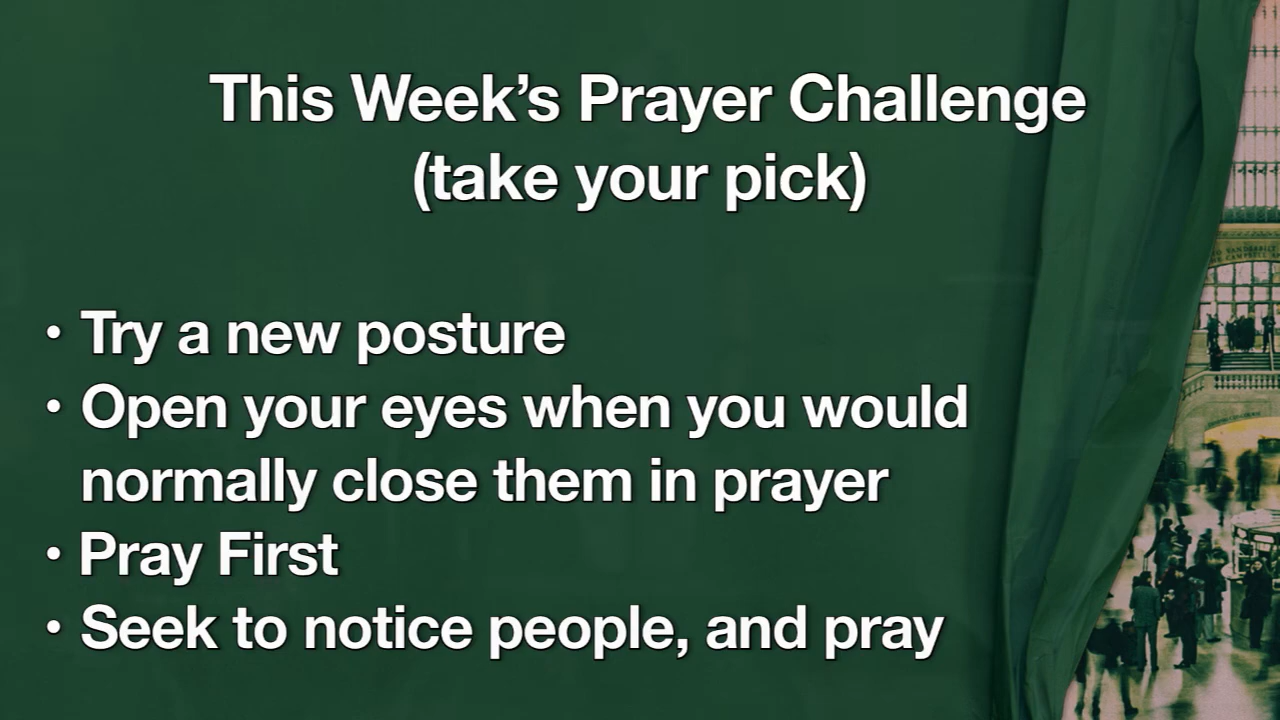 This Week’s Prayer Challenge
(take your pick)
• Try a new posture
• Open your eyes when you would
normally close them in prayer
• Pray First
• Seek to notice people, and pray